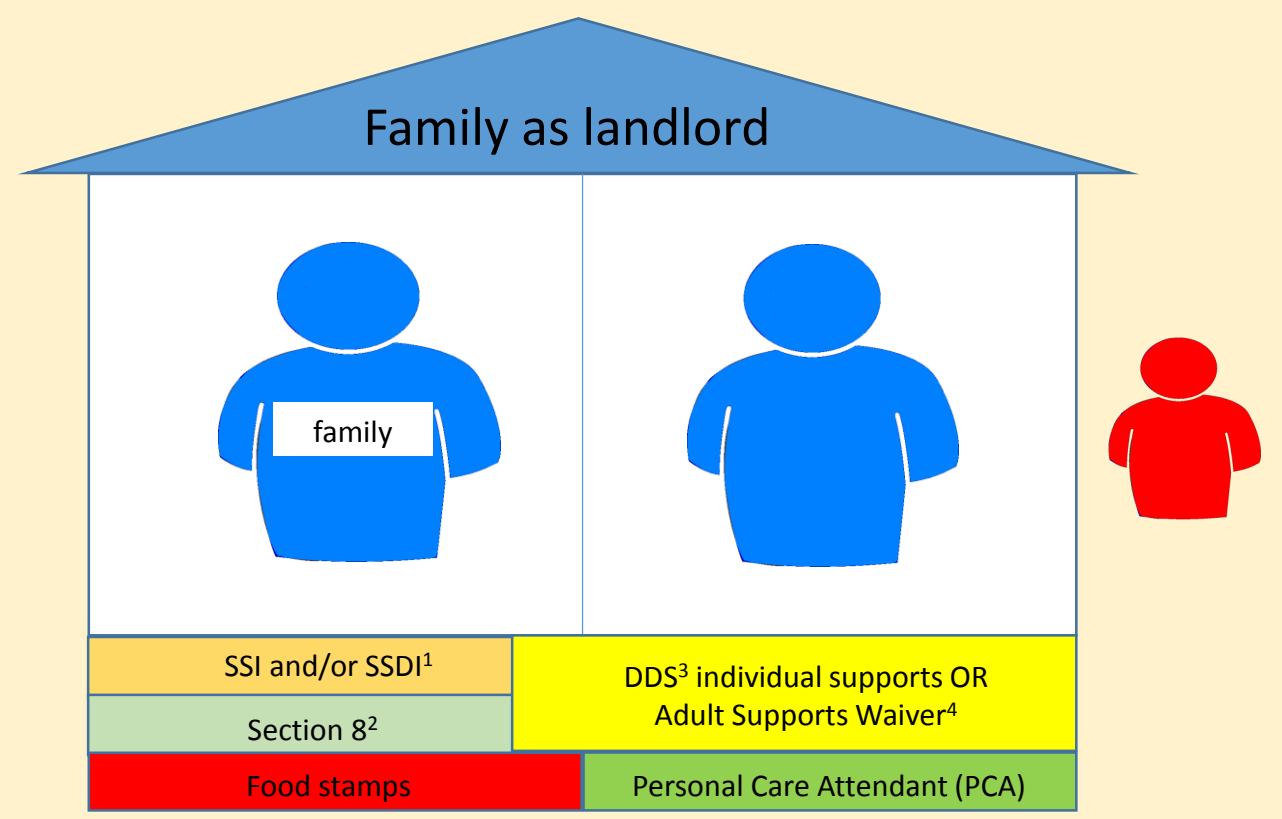 Family as landlord
family
SSI and/or SSDI¹
Section 8²
DDS³ individual supports OR
Adult Supports Waiver⁴
Food stamps
Personal Care Attendant (PCA)